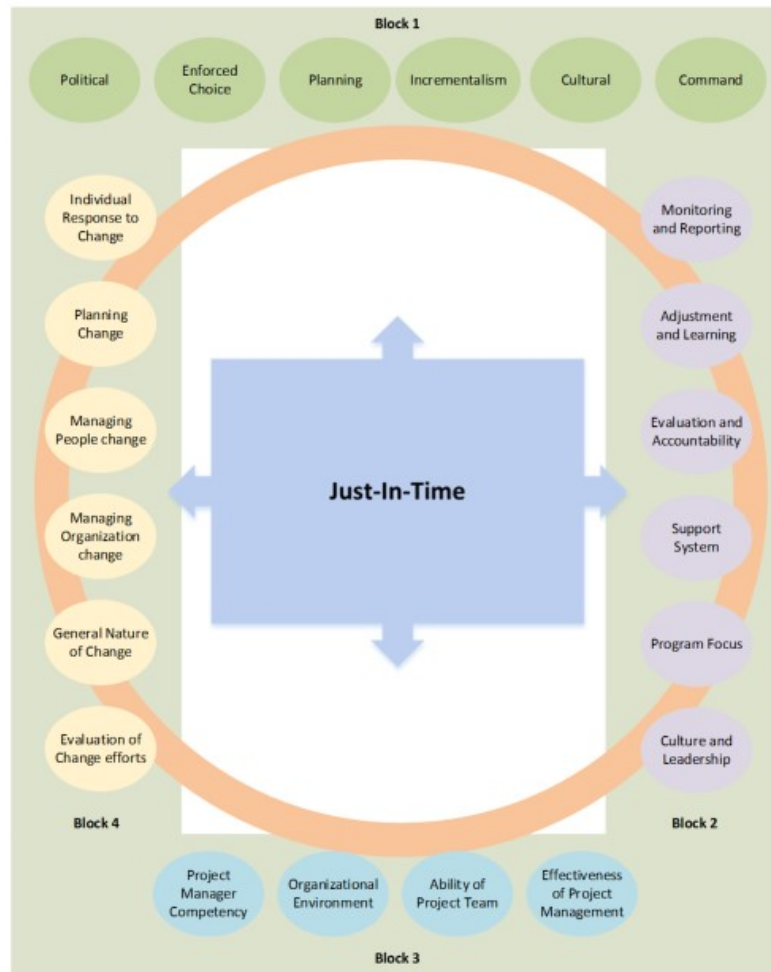 Block 1
Political
Enforced
Choice
Planning
Incrementalism
Cultural
Command
Individual
Response to
Change
Planning
Change
Managing
People change
Managing
Organization
change
General Nature
of Change
Evaluation of
Change efforts
Block 4
Just-In-Time
Monitoring
and Reporting
Adjustment
and Learning
Evaluation and
Accountability
Support
System
Program Focus
Culture and
Leadership
Block 2
Project
Manager
Competency
Organizational
Environment
Ability of
Project Team
Effectiveness
of Project
Management
Block 3